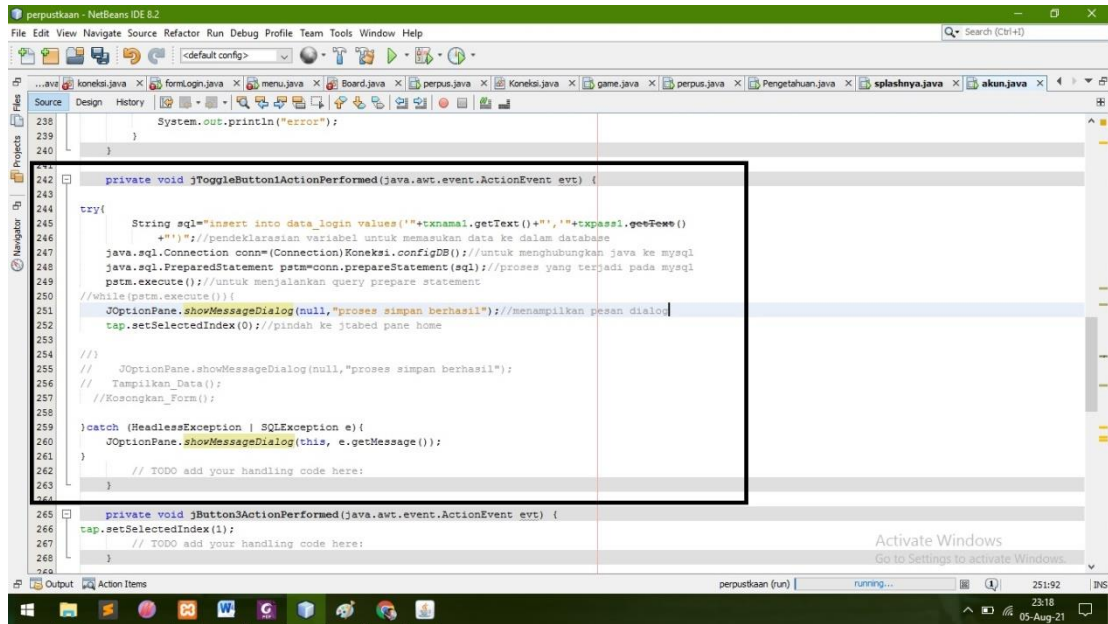 perpustkaan - NetBeans IDE 8.2
File Edit View Navigate Source Refactor Run Debug Profile Team Tools Window Help
Search (Ctrl+I)
<default config>
...ava koneksi.java formLogin.java menu.java Board.java perpus.java Koneksi.java game.java perpus.java Pengetahuan.java splashnya.java akun.java
Source Design History
Files
Projects
Navigator
238 System.out.println("error");
239 }
240 }
241
242 private void jToggleButton1ActionPerformed(java.awt.event.ActionEvent evt) {
243
244 try{
245 String sql="insert into data_login values('"+txnama1.getText()+"','"+txpass1.getText()
246 +"')";//pendeklarasian variabel untuk memasukan data ke dalam database
247 java.sql.Connection conn=(Connection)Koneksi.configDB();//untuk menghubungkan java ke mysql
248 java.sql.PreparedStatement pstm=conn.prepareStatement(sql);//proses yang terjadi pada mysql
249 pstm.execute();//untuk menjalankan query prepare statement
250 //while(pstm.execute()){
251 JOptionPane.showMessageDialog(null,"proses simpan berhasil");//menampilkan pesan dialog
252 tap.setSelectedIndex(0);//pindah ke jtabed pane home
253
254 //}
255 // JOptionPane.showMessageDialog(null,"proses simpan berhasil");
256 // Tampilkan_Data();
257 //Kosongkan_Form();
258
259 }catch (HeadlessException | SQLException e){
260 JOptionPane.showMessageDialog(this, e.getMessage());
261 }
262 // TODO add your handling code here:
263 }
264
265 private void jButton3ActionPerformed(java.awt.event.ActionEvent evt) {
266 tap.setSelectedIndex(1);
267 // TODO add your handling code here:
268 }
269
Activate Windows
Go to Settings to activate Windows.
Output Action Items
perpustkaan (run) running... 251:92 INS
23:18
05-Aug-21